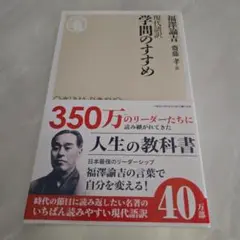 福澤諭吉
齋藤 孝=訳
現代語訳
学問のすすめ
350万のリーダーたちに
読み継がれてきた
人生の教科書
日本最強のリーダーシップ
福澤諭吉の言葉で
自分を変える!
時代の節目に読み返したい名著の
いちばん読みやすい現代語訳
40万部